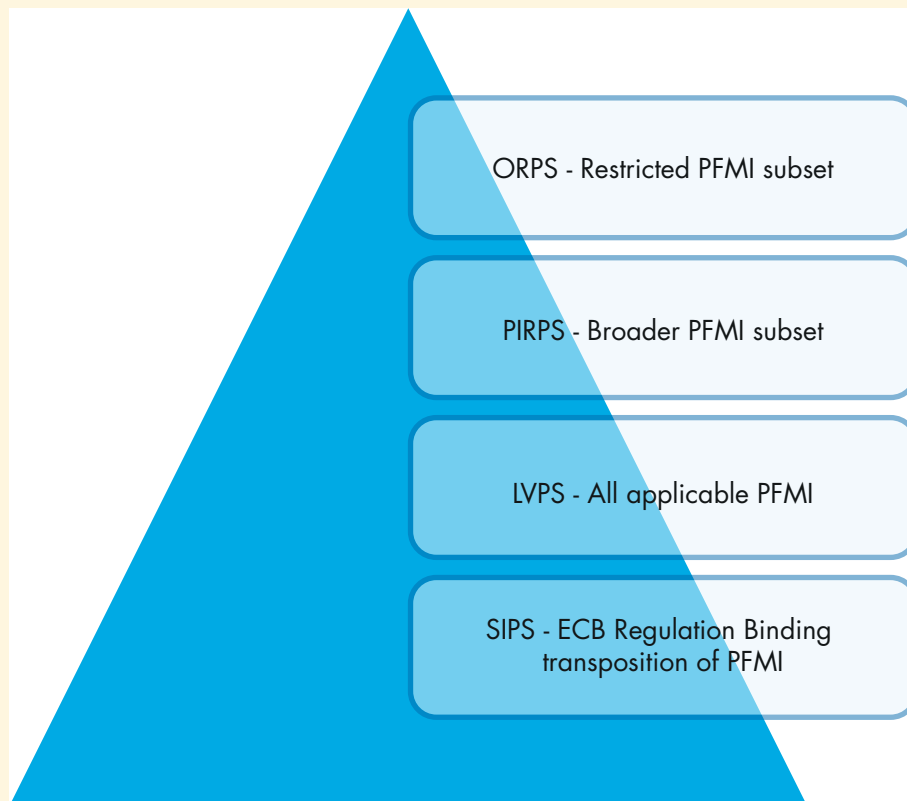 ORPS - Restricted PFMI subset
PIRPS - Broader PFMI subset
LVPS - All applicable PFMI
SIPS - ECB Regulation Binding
transposition of PFMI